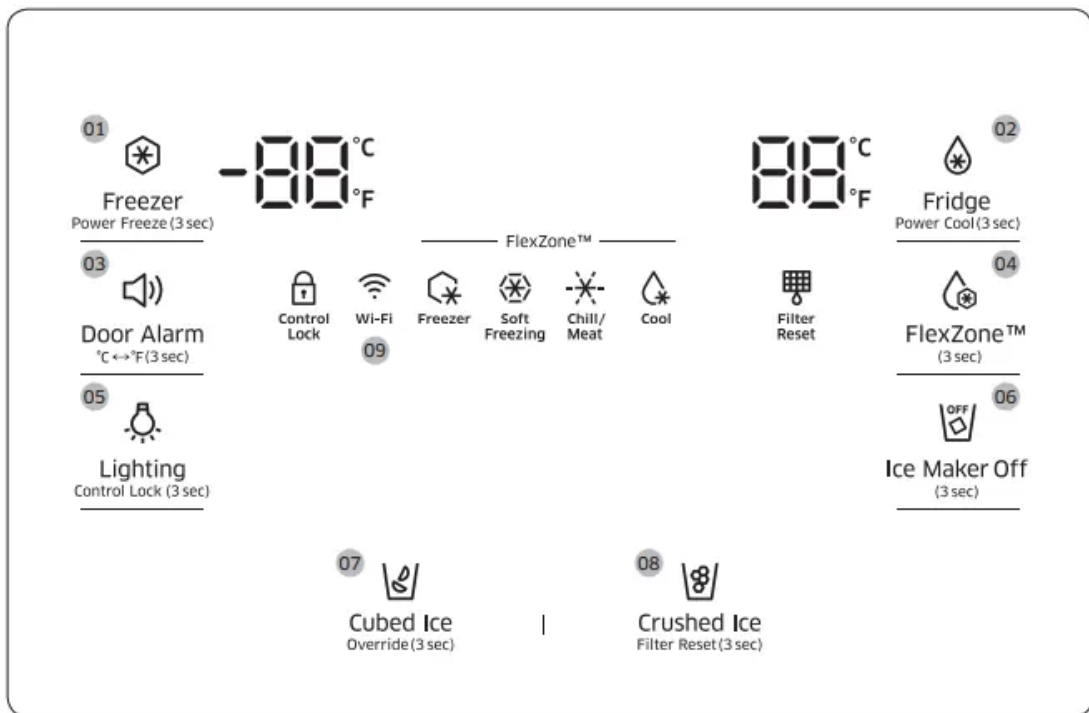 01
02
-88 °C °F
88 °C °F
Freezer
Power Freeze (3 sec)
Fridge
Power Cool (3 sec)
FlexZone™
03
04
Door Alarm
°C ↔ °F (3 sec)
Control
Lock
Wi-Fi
Freezer
Soft
Freezing
Chill/
Meat
Cool
Filter
Reset
FlexZone™
(3 sec)
09
05
06
OFF
Lighting
Control Lock (3 sec)
Ice Maker Off
(3 sec)
07
08
Cubed Ice
Override (3 sec)
|
Crushed Ice
Filter Reset (3 sec)